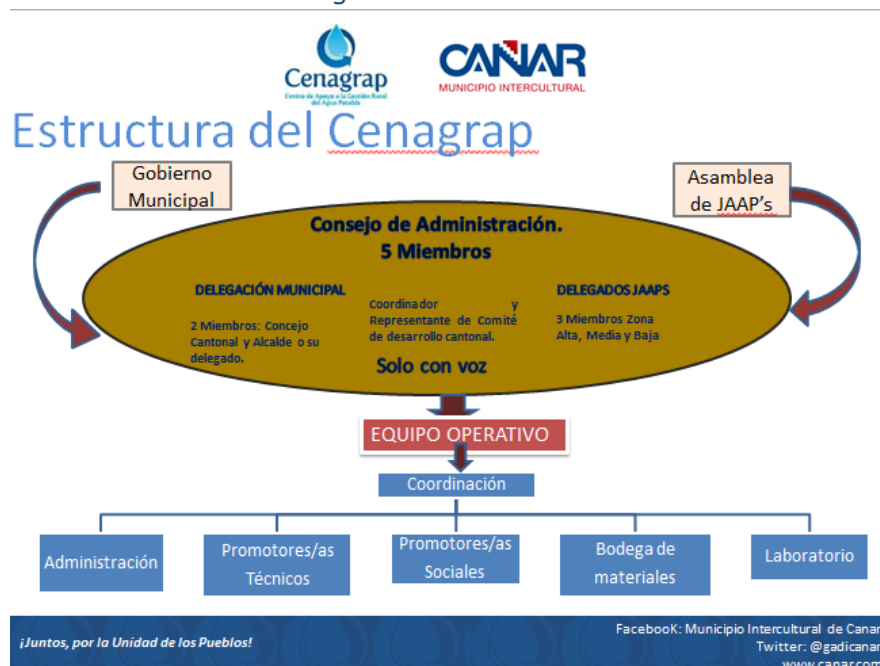 Cenagrap
Centro de Apoyo a la Gestión Rural
del Agua Potable
CAÑAR
MUNICIPIO INTERCULTURAL
Estructura del Cenagrap
Gobierno
Municipal
Asamblea
de JAAP's
Consejo de Administración.
5 Miembros
DELEGACIÓN MUNICIPAL
2 Miembros: Concejo
Cantonal y Alcalde o su
delegado.
Coordinador y
Representante de Comité
de desarrollo cantonal.
Solo con voz
DELEGADOS JAAPS
3 Miembros Zona
Alta, Media y Baja
EQUIPO OPERATIVO
Coordinación
Administración
Promotores/as
Técnicos
Promotores/as
Sociales
Bodega de
materiales
Laboratorio
¡Juntos, por la Unidad de los Pueblos!
FacebooK: Municipio Intercultural de Canar
Twitter: @gadicanar
www.canar.com